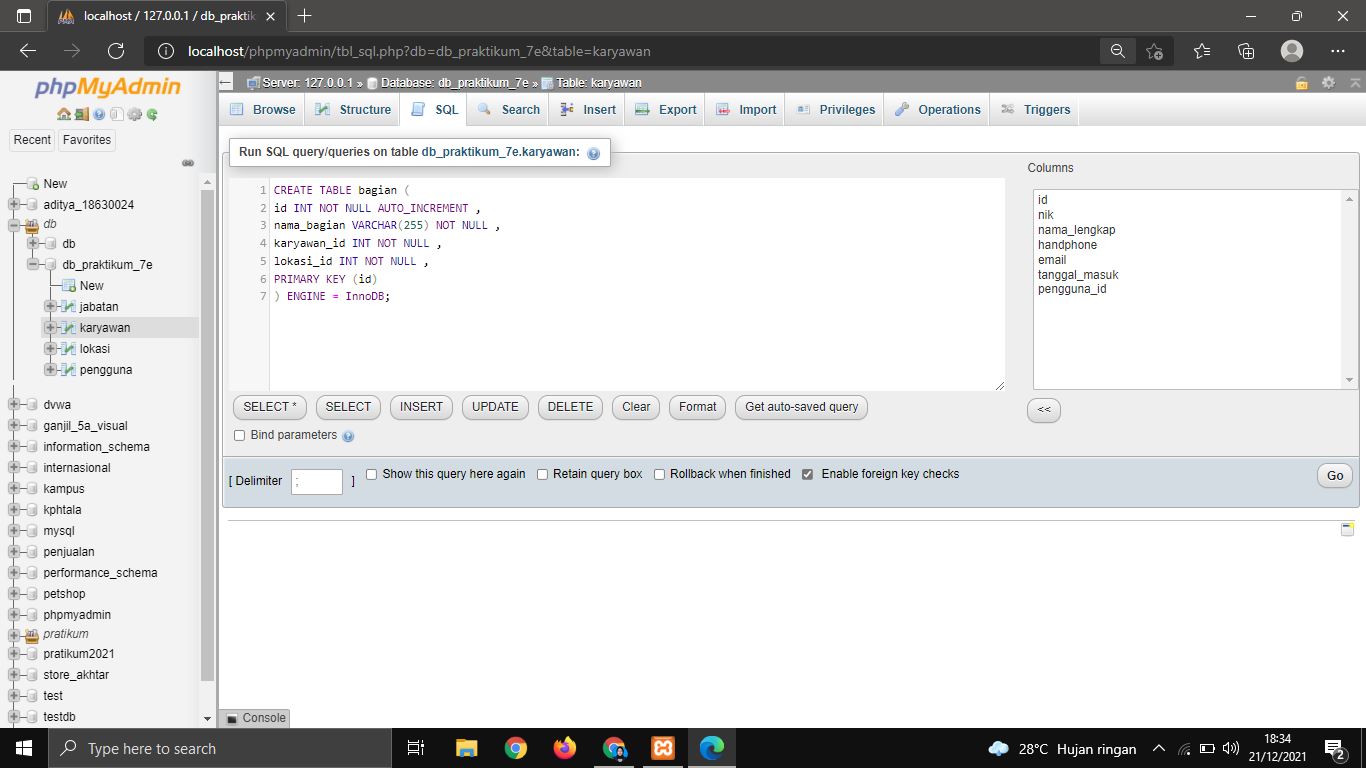 localhost / 127.0.0.1 / db_praktik
localhost/phpmyadmin/tbl_sql.php?db=db_praktikum_7e&table=karyawan
phpMyAdmin
Recent Favorites
New
aditya_18630024
db
db
db_praktikum_7e
New
jabatan
karyawan
lokasi
pengguna
dvwa
ganjil_5a_visual
information_schema
internasional
kampus
kphtala
mysql
penjualan
performance_schema
petshop
phpmyadmin
pratikum
pratikum2021
store_akhtar
test
testdb
Server: 127.0.0.1 » Database: db_praktikum_7e » Table: karyawan
Browse Structure SQL Search Insert Export Import Privileges Operations Triggers
Run SQL query/queries on table db_praktikum_7e.karyawan:
1 CREATE TABLE bagian (
2 id INT NOT NULL AUTO_INCREMENT ,
3 nama_bagian VARCHAR(255) NOT NULL ,
4 karyawan_id INT NOT NULL ,
5 lokasi_id INT NOT NULL ,
6 PRIMARY KEY (id)
7 ) ENGINE = InnoDB;
Columns
id
nik
nama_lengkap
handphone
email
tanggal_masuk
pengguna_id
SELECT * SELECT INSERT UPDATE DELETE Clear Format Get auto-saved query <<
Bind parameters
[ Delimiter ; ] Show this query here again Retain query box Rollback when finished Enable foreign key checks Go
Console
Type here to search
28°C Hujan ringan
18:34
21/12/2021
2